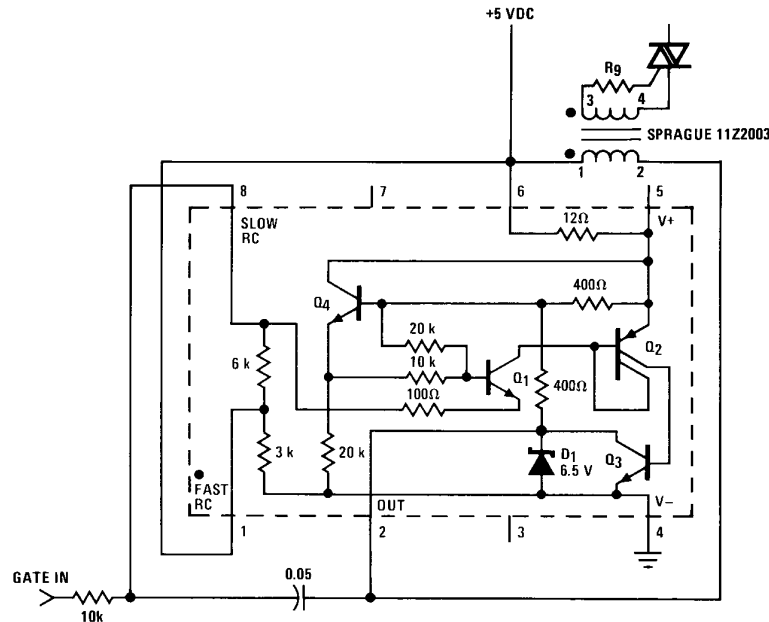 +5 VDC
R9
3
4
SPRAGUE 11Z2003
1
2
8
7
6
5
SLOW
RC
12Ω
V+
Q4
400Ω
20 k
Q2
6 k
10 k
Q1
100Ω
400Ω
3 k
20 k
D1
6.5 V
Q3
FAST
RC
OUT
V−
1
2
3
4
GATE IN
0.05
10k